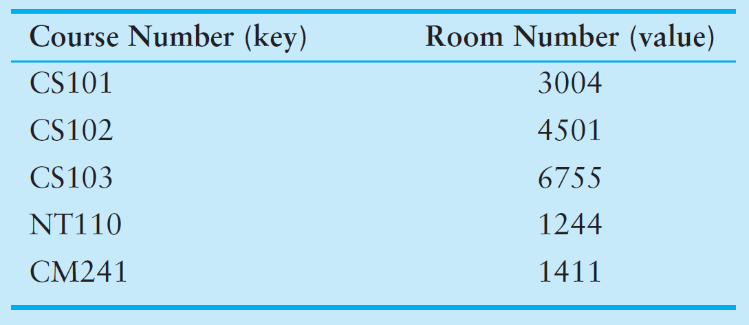 Course Number (key) Room Number (value)
CS101 3004
CS102 4501
CS103 6755
NT110 1244
CM241 1411